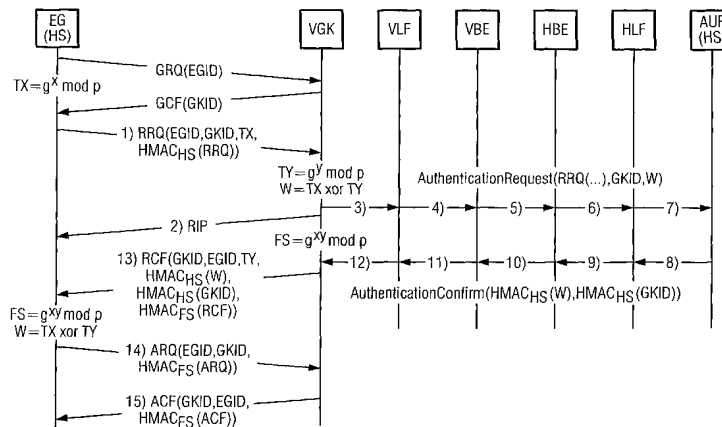 EG
(HS)
VGK
VLF
VBE
HBE
HLF
AUF
(HS)
GRQ(EGID)
TX=g^x mod p
GCF(GKID)
1) RRQ(EGID,GKID,TX,
HMAC_HS(RRQ))
TY=g^y mod p
W=TX xor TY
AuthenticationRequest(RRQ(...),GKID,W)
3)
4)
5)
6)
7)
2) RIP
FS=g^xy mod p
12)
11)
10)
9)
8)
13) RCF(GKID,EGID,TY,
HMAC_HS(W),
HMAC_HS(GKID),
HMAC_FS(RCF))
AuthenticationConfirm(HMAC_HS(W),HMAC_HS(GKID))
FS=g^xy mod p
W=TX xor TY
14) ARQ(EGID,GKID,
HMAC_FS(ARQ))
15) ACF(GKID,EGID,
HMAC_FS(ACF))